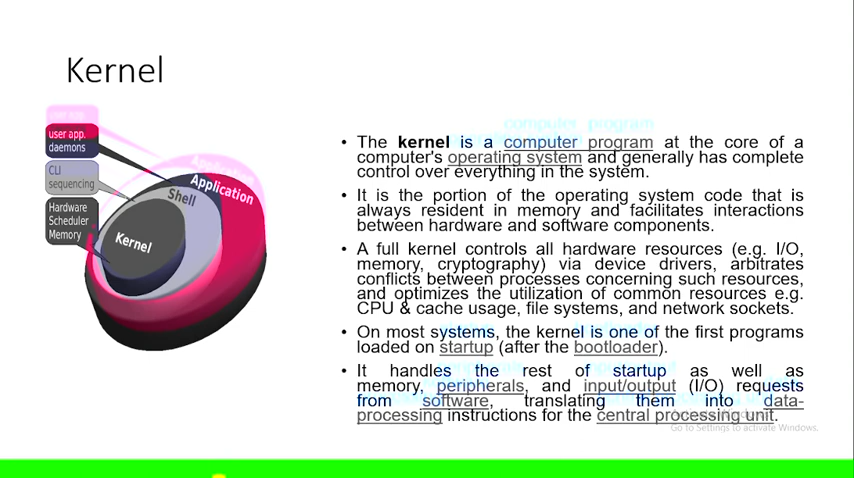 Kernel
user app.
daemons
CLI
sequencing
Hardware
Scheduler
Memory
Application
Shell
Kernel
• The kernel is a computer program at the core of a
computer's operating system and generally has complete
control over everything in the system.
• It is the portion of the operating system code that is
always resident in memory and facilitates interactions
between hardware and software components.
• A full kernel controls all hardware resources (e.g. I/O,
memory, cryptography) via device drivers, arbitrates
conflicts between processes concerning such resources,
and optimizes the utilization of common resources e.g.
CPU & cache usage, file systems, and network sockets.
• On most systems, the kernel is one of the first programs
loaded on startup (after the bootloader).
• It handles the rest of startup as well as
memory, peripherals, and input/output (I/O) requests
from software, translating them into data-
processing instructions for the central processing unit.
Activate Windows
Go to Settings to activate Windows.